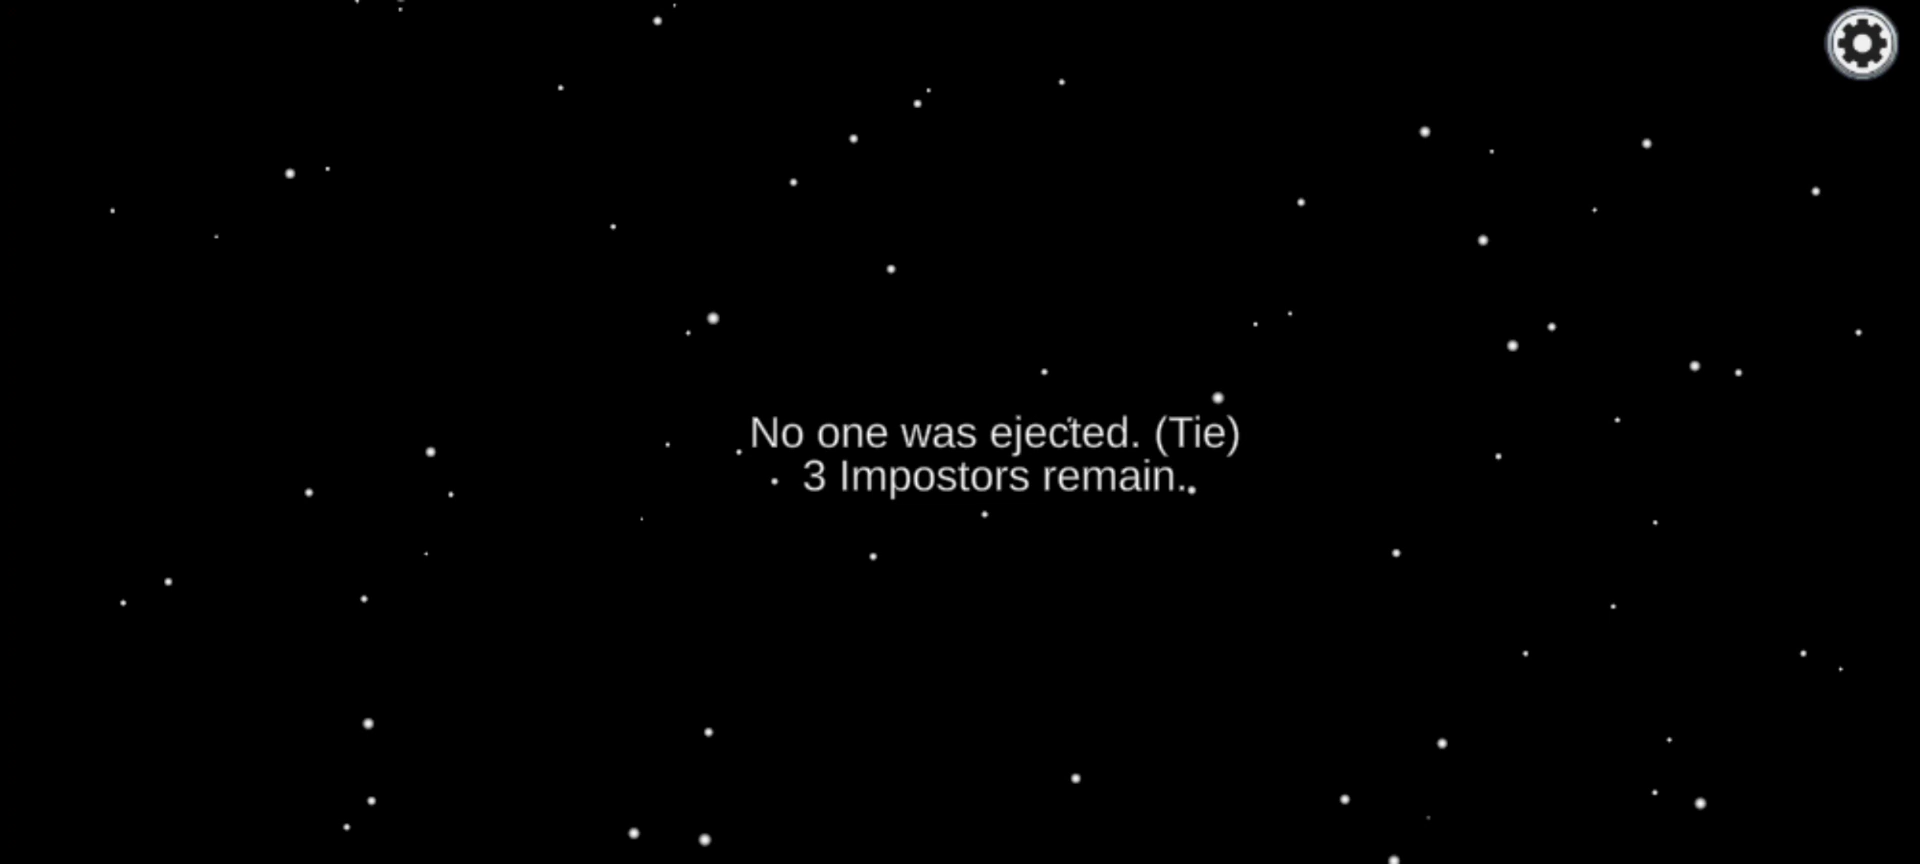 No one was ejected. (Tie)
3 Impostors remain.